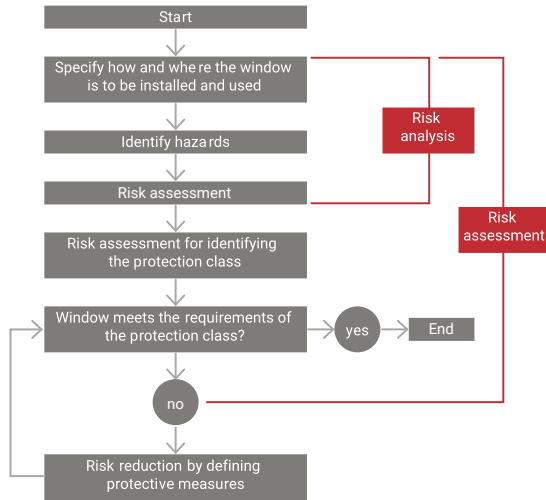 Start
Specify how and where the window
is to be installed and used
Risk
analysis
Identify hazards
Risk assessment
Risk
assessment
Risk assessment for identifying
the protection class
Window meets the requirements of
the protection class?
yes
End
no
Risk reduction by defining
protective measures